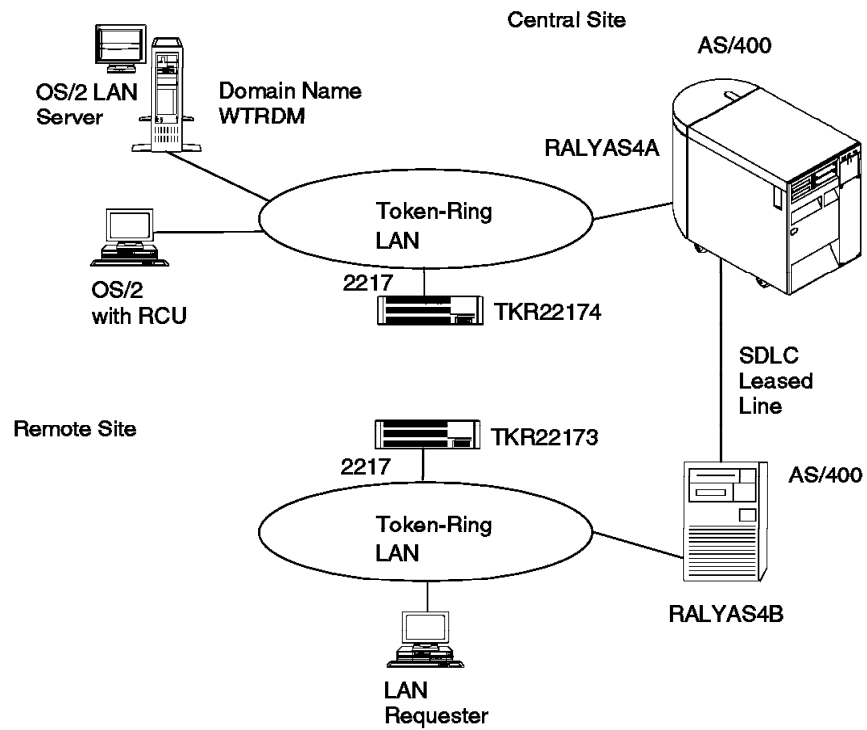 Central Site
AS/400
OS/2 LAN
Server
Domain Name
WTRDM
RALYAS4A
Token-Ring
LAN
2217
TKR22174
OS/2
with RCU
SDLC
Leased
Line
Remote Site
TKR22173
2217
AS/400
Token-Ring
LAN
RALYAS4B
LAN
Requester